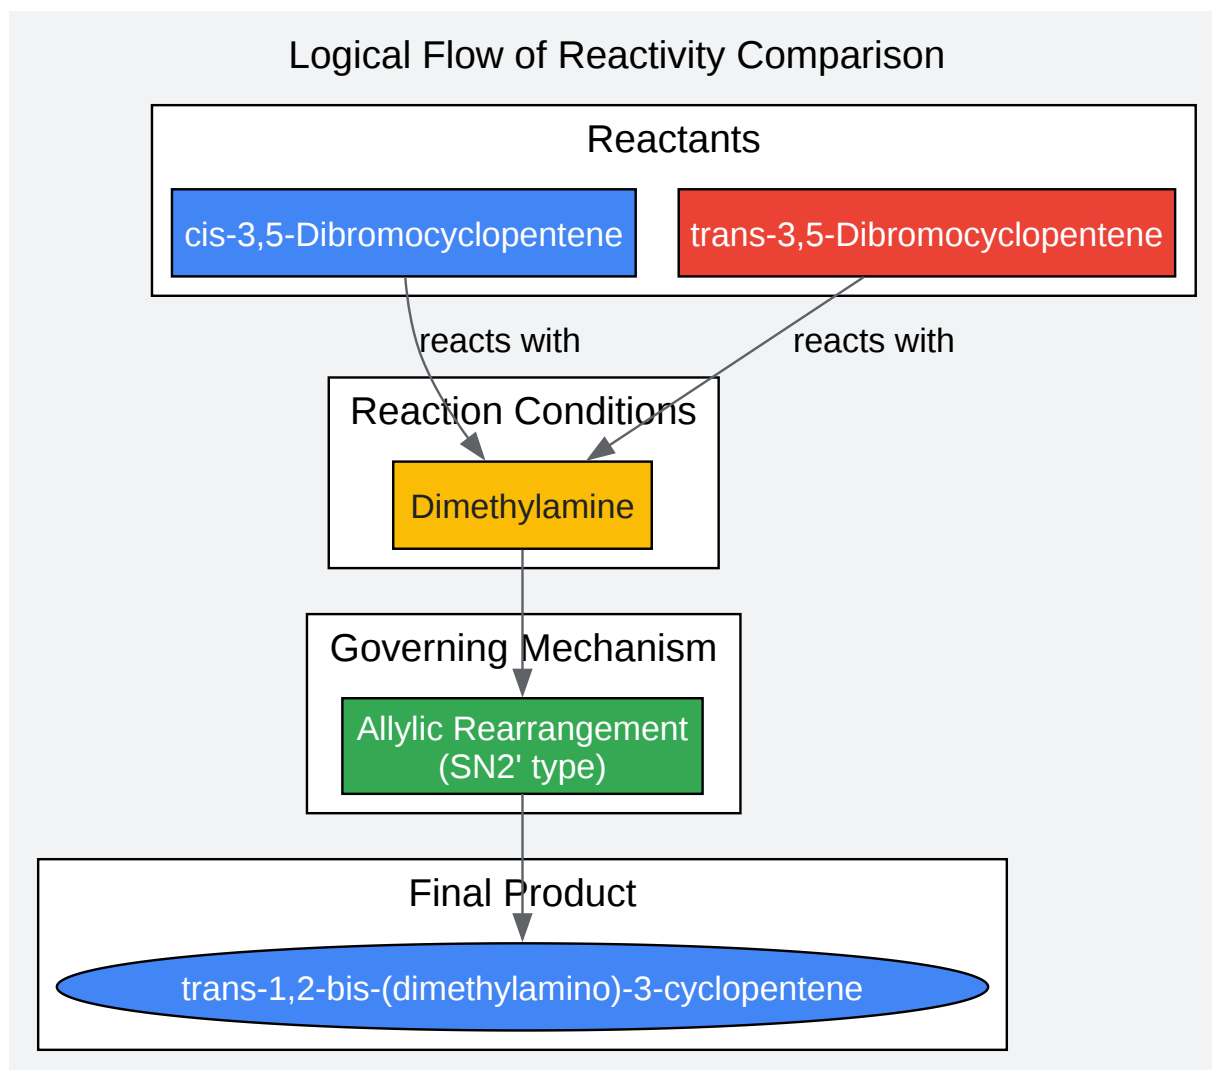 Logical Flow of Reactivity Comparison
Reactants
cis-3,5-Dibromocyclopentene
trans-3,5-Dibromocyclopentene
reacts with
reacts with
Reaction Conditions
Dimethylamine
Governing Mechanism
Allylic Rearrangement
(SN2' type)
Final Product
trans-1,2-bis-(dimethylamino)-3-cyclopentene